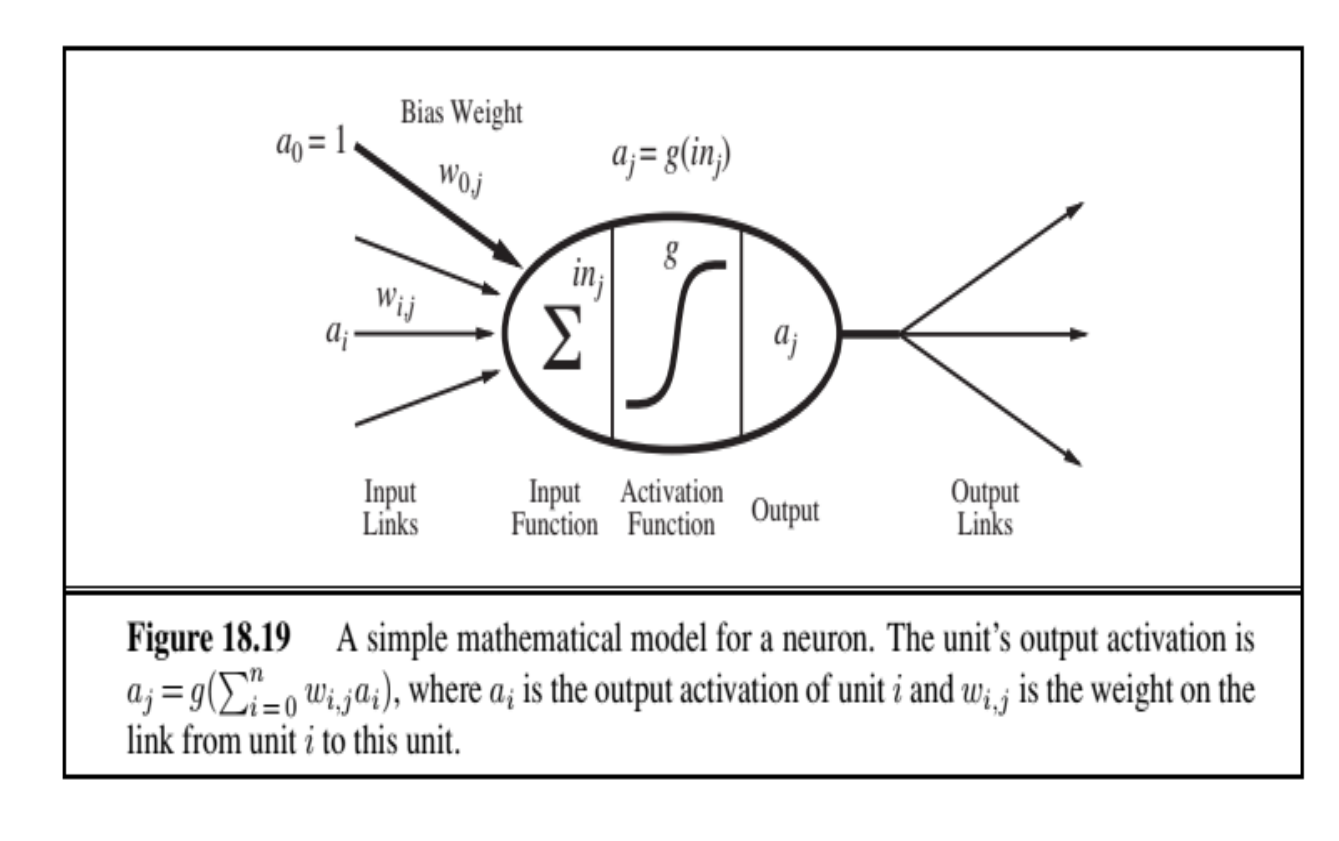 Bias Weight
a₀ = 1
w₀,ⱼ
aⱼ = g(inⱼ)
g
inⱼ
wᵢ,ⱼ
aᵢ
Σ
aⱼ
Input Links
Input Function
Activation Function
Output
Output Links
Figure 18.19 A simple mathematical model for a neuron. The unit's output activation is
aⱼ = g(∑ⁿᵢ₌₀ wᵢ,ⱼaᵢ), where aᵢ is the output activation of unit i and wᵢ,ⱼ is the weight on the
link from unit i to this unit.